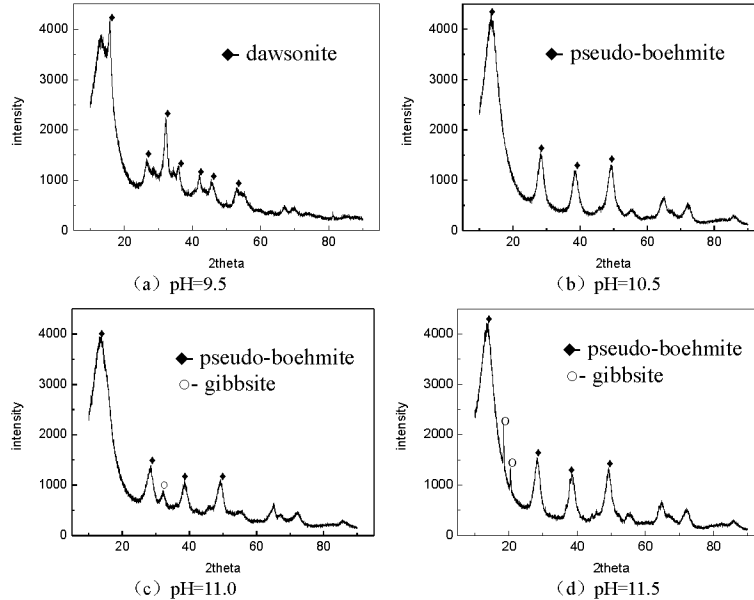 4000
3000
2000
1000
0
intensity
◆- dawsonite
20 40 60 80
2theta
(a) pH=9.5
4000
3000
2000
1000
0
intensity
◆- pseudo-boehmite
20 40 60 80
2theta
(b) pH=10.5
5000
4000
3000
2000
1000
0
intensity
◆- pseudo-boehmite
○- gibbsite
20 40 60 80
2theta
(c) pH=11.0
4000
3000
2000
1000
0
intensity
◆- pseudo-boehmite
○- gibbsite
20 40 60 80
2theta
(d) pH=11.5